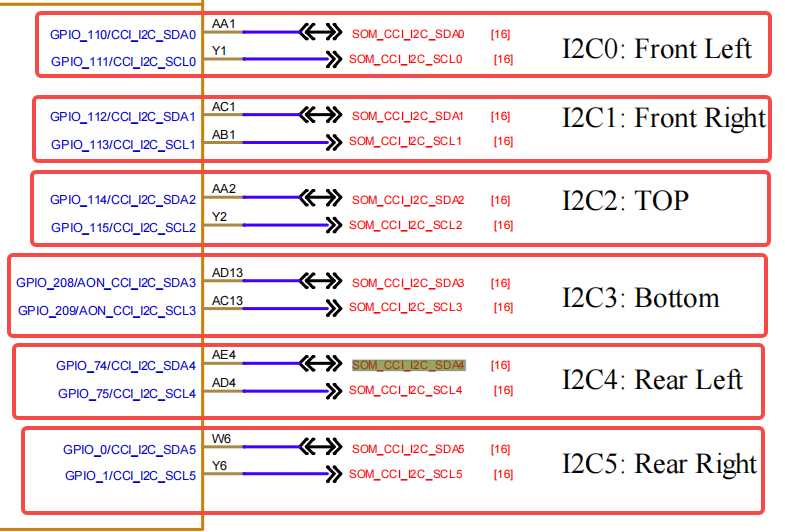 GPIO_110/CCI_I2C_SDA0 AA1 SOM_CCI_I2C_SDA0 [16]
GPIO_111/CCI_I2C_SCL0 Y1 SOM_CCI_I2C_SCL0 [16]
I2C0: Front Left
GPIO_112/CCI_I2C_SDA1 AC1 SOM_CCI_I2C_SDA1 [16]
GPIO_113/CCI_I2C_SCL1 AB1 SOM_CCI_I2C_SCL1 [16]
I2C1: Front Right
GPIO_114/CCI_I2C_SDA2 AA2 SOM_CCI_I2C_SDA2 [16]
GPIO_115/CCI_I2C_SCL2 Y2 SOM_CCI_I2C_SCL2 [16]
I2C2: TOP
GPIO_208/AON_CCI_I2C_SDA3 AD13 SOM_CCI_I2C_SDA3 [16]
GPIO_209/AON_CCI_I2C_SCL3 AC13 SOM_CCI_I2C_SCL3 [16]
I2C3: Bottom
GPIO_74/CCI_I2C_SDA4 AE4 SOM_CCI_I2C_SDA4 [16]
GPIO_75/CCI_I2C_SCL4 AD4 SOM_CCI_I2C_SCL4 [16]
I2C4: Rear Left
GPIO_0/CCI_I2C_SDA5 W6 SOM_CCI_I2C_SDA5 [16]
GPIO_1/CCI_I2C_SCL5 Y6 SOM_CCI_I2C_SCL5 [16]
I2C5: Rear Right